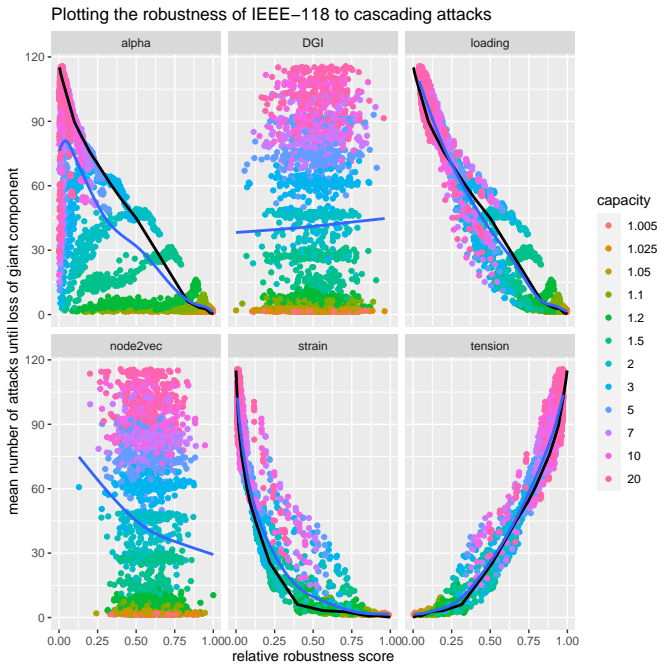 Plotting the robustness of IEEE−118 to cascading attacks
alpha
DGI
loading
120
90
60
30
0
node2vec
strain
tension
120
90
60
30
0
0.00 0.25 0.50 0.75 1.00
0.00 0.25 0.50 0.75 1.00
0.00 0.25 0.50 0.75 1.00
relative robustness score
mean number of attacks until loss of giant component
capacity
1.005
1.025
1.05
1.1
1.2
1.5
2
3
5
7
10
20